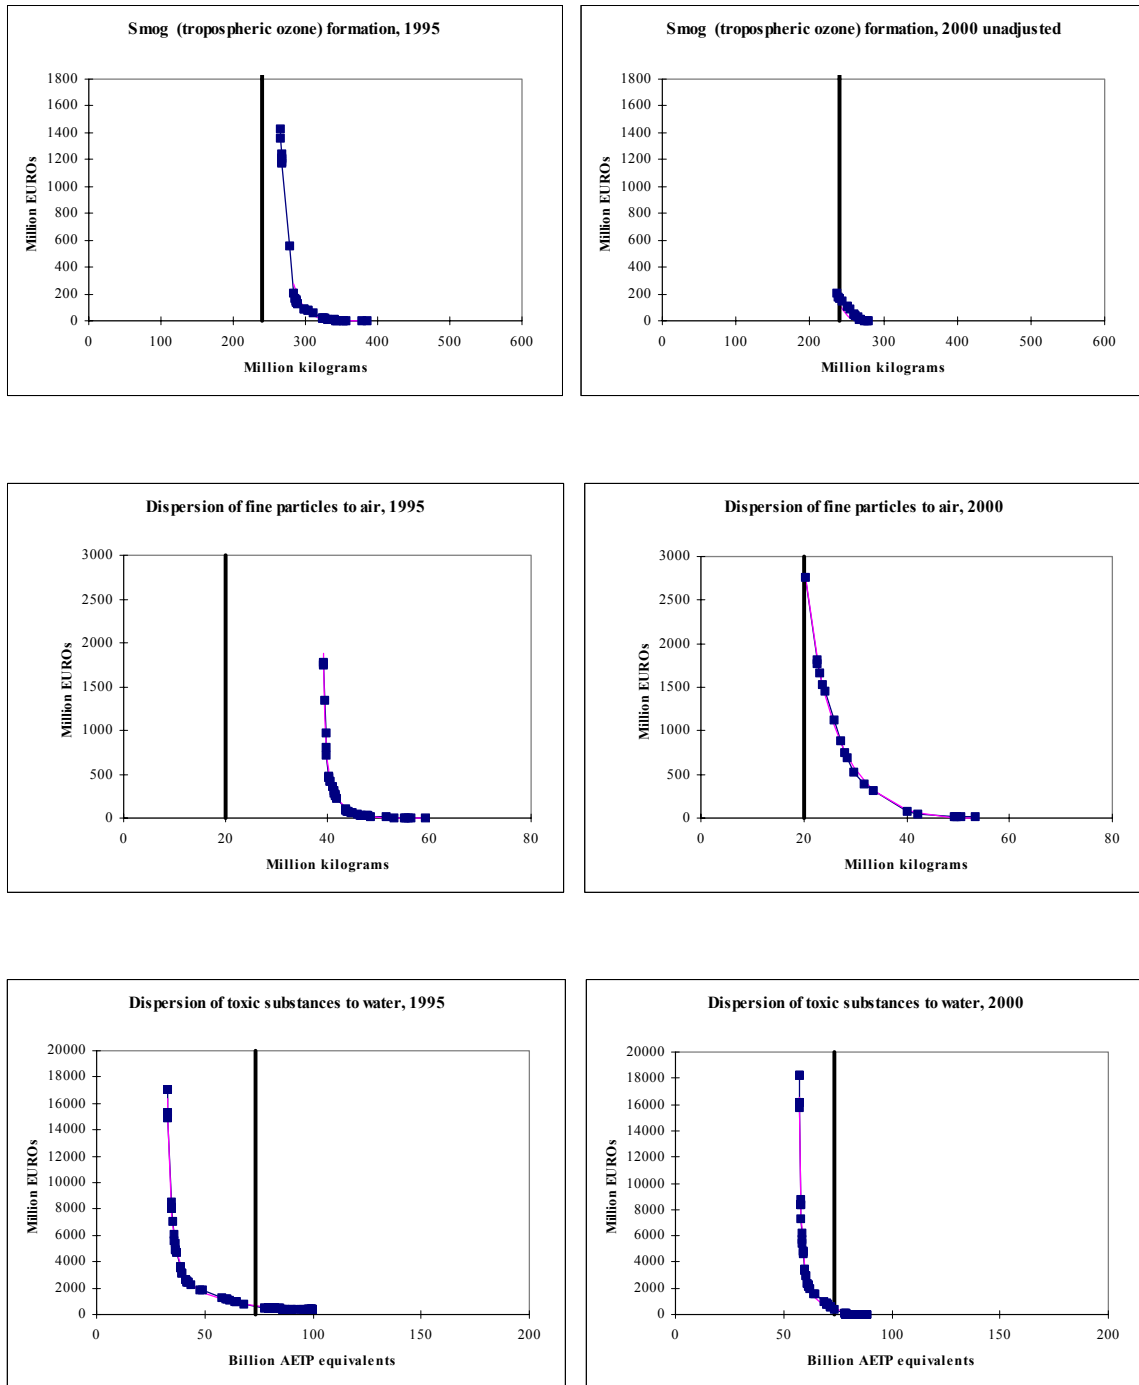 Smog (tropospheric ozone) formation, 1995
Million EUROs
1800
1600
1400
1200
1000
800
600
400
200
0
0 100 200 300 400 500 600
Million kilograms
Smog (tropospheric ozone) formation, 2000 unadjusted
Million EUROs
1800
1600
1400
1200
1000
800
600
400
200
0
0 100 200 300 400 500 600
Million kilograms
Dispersion of fine particles to air, 1995
Million EUROs
3000
2500
2000
1500
1000
500
0
0 20 40 60 80
Million kilograms
Dispersion of fine particles to air, 2000
Million EUROs
3000
2500
2000
1500
1000
500
0
0 20 40 60 80
Million kilograms
Dispersion of toxic substances to water, 1995
Million EUROs
20000
18000
16000
14000
12000
10000
8000
6000
4000
2000
0
0 50 100 150 200
Billion AETP equivalents
Dispersion of toxic substances to water, 2000
Million EUROs
20000
18000
16000
14000
12000
10000
8000
6000
4000
2000
0
0 50 100 150 200
Billion AETP equivalents